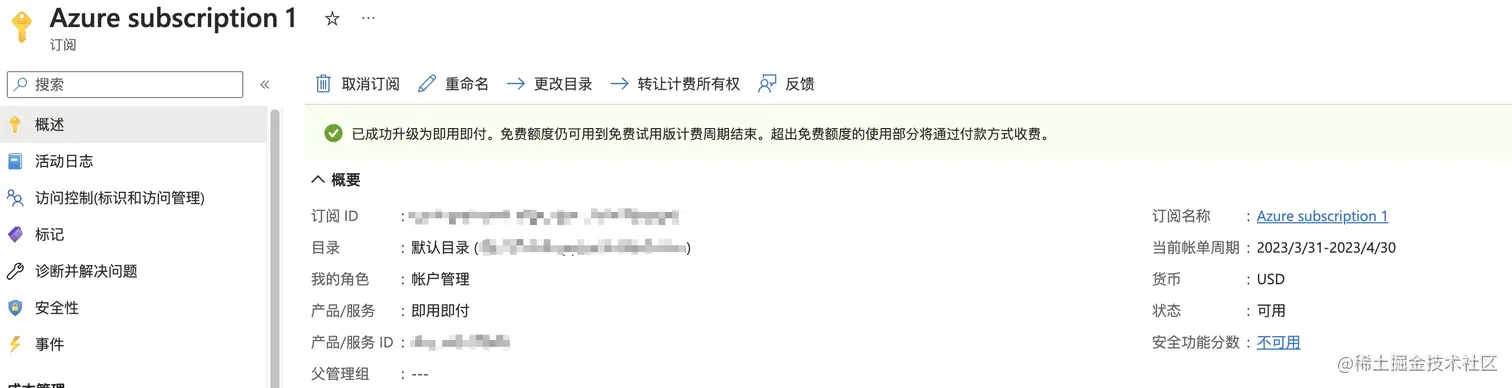 Azure subscription 1
订阅
搜索
取消订阅 重命名 更改目录 转让计费所有权 反馈
概述
已成功升级为即用即付。免费额度仍可用到免费试用版计费周期结束。超出免费额度的使用部分将通过付款方式收费。
活动日志
访问控制(标识和访问管理)
标记
诊断并解决问题
安全性
事件
成本管理
概要
订阅 ID :
目录 : 默认目录 ( )
我的角色 : 帐户管理
产品/服务 : 即用即付
产品/服务 ID :
父管理组 : ---
订阅名称 : Azure subscription 1
当前帐单周期 : 2023/3/31-2023/4/30
货币 : USD
状态 : 可用
安全功能分数 : 不可用
@稀土掘金技术社区